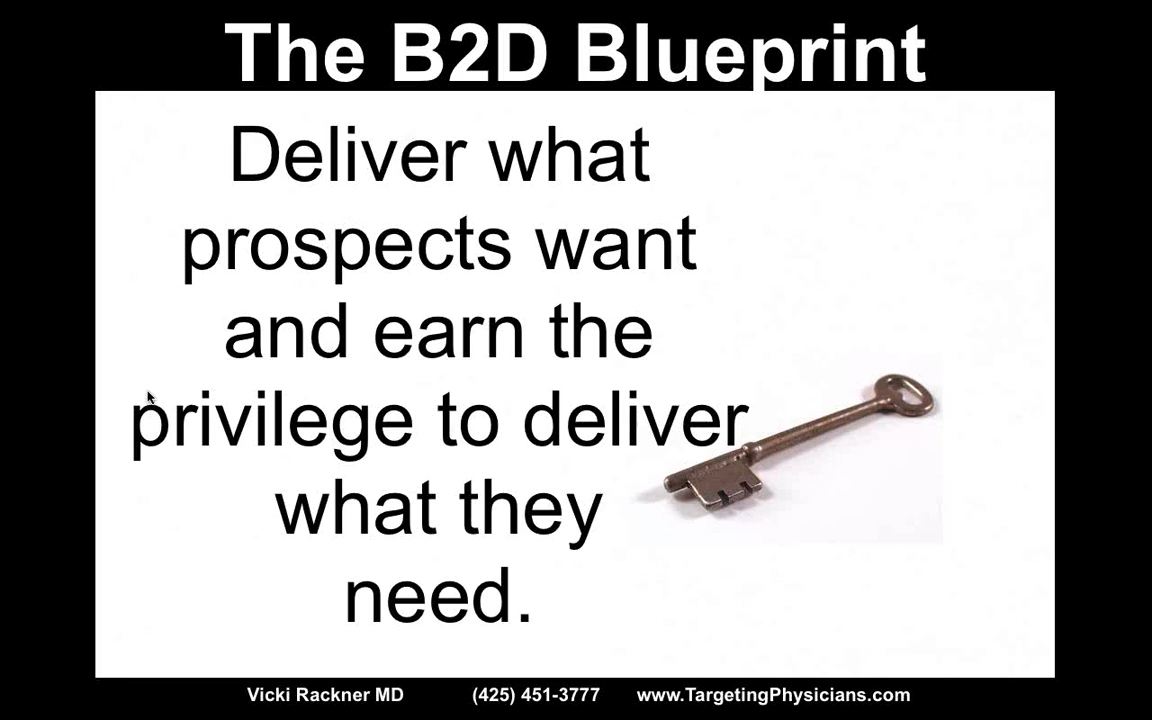 The B2D Blueprint
Deliver what
prospects want
and earn the
privilege to deliver
what they
need.
Vicki Rackner MD (425) 451-3777 www.TargetingPhysicians.com